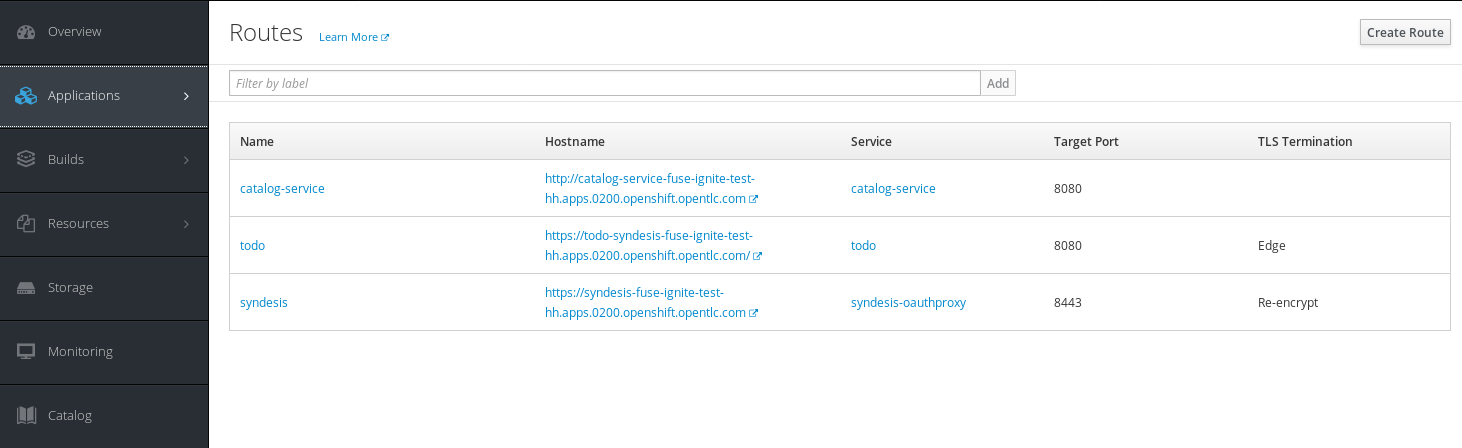 Overview
Applications
Builds
Resources
Storage
Monitoring
Catalog
Routes Learn More
Create Route
Filter by label Add
Name Hostname Service Target Port TLS Termination
catalog-service http://catalog-service-fuse-ignite-test- catalog-service 8080
hh.apps.0200.openshift.opentlc.com
todo https://todo-syndesis-fuse-ignite-test- todo 8080 Edge
hh.apps.0200.openshift.opentlc.com/
syndesis https://syndesis-fuse-ignite-test- syndesis-oauthproxy 8443 Re-encrypt
hh.apps.0200.openshift.opentlc.com